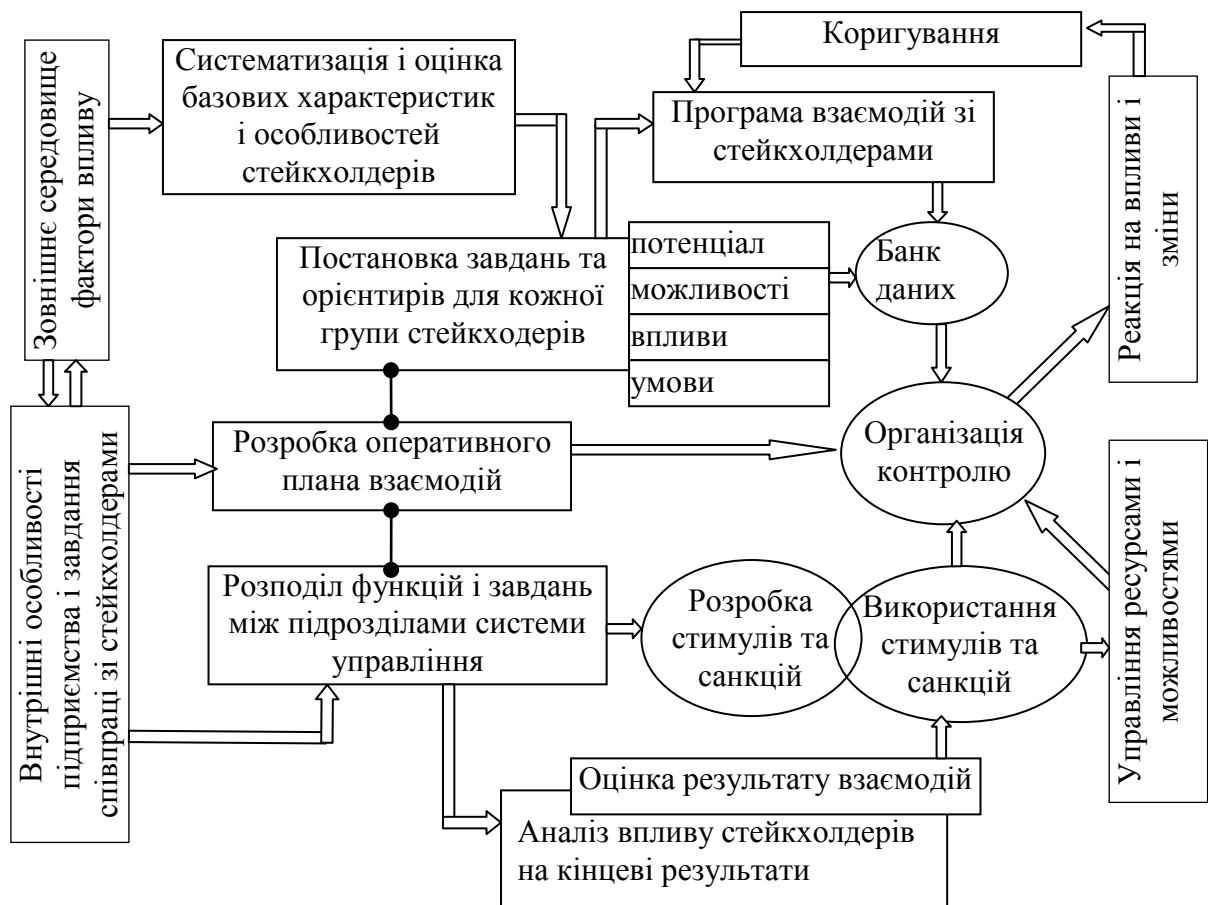 Коригування
Систематизація і оцінка
базових характеристик
і особливостей
стейкхолдерів
Програма взаємодій зі
стейкхолдерами
Зовнішнє середовище
фактори впливу
Реакція на впливи і
зміни
Постановка завдань та
орієнтирів для кожної
групи стейкходерів
потенціал
можливості
впливи
умови
Банк
даних
Внутрішні особливості
підприємства і завдання
співпраці зі стейкхолдерами
Розробка оперативного
плана взаємодій
Організація
контролю
Управління ресурсами і
можливостями
Розподіл функцій і завдань
між підрозділами системи
управління
Розробка
стимулів та
санкцій
Використання
стимулів та
санкцій
Оцінка результату взаємодій
Аналіз впливу стейкхолдерів
на кінцеві результати